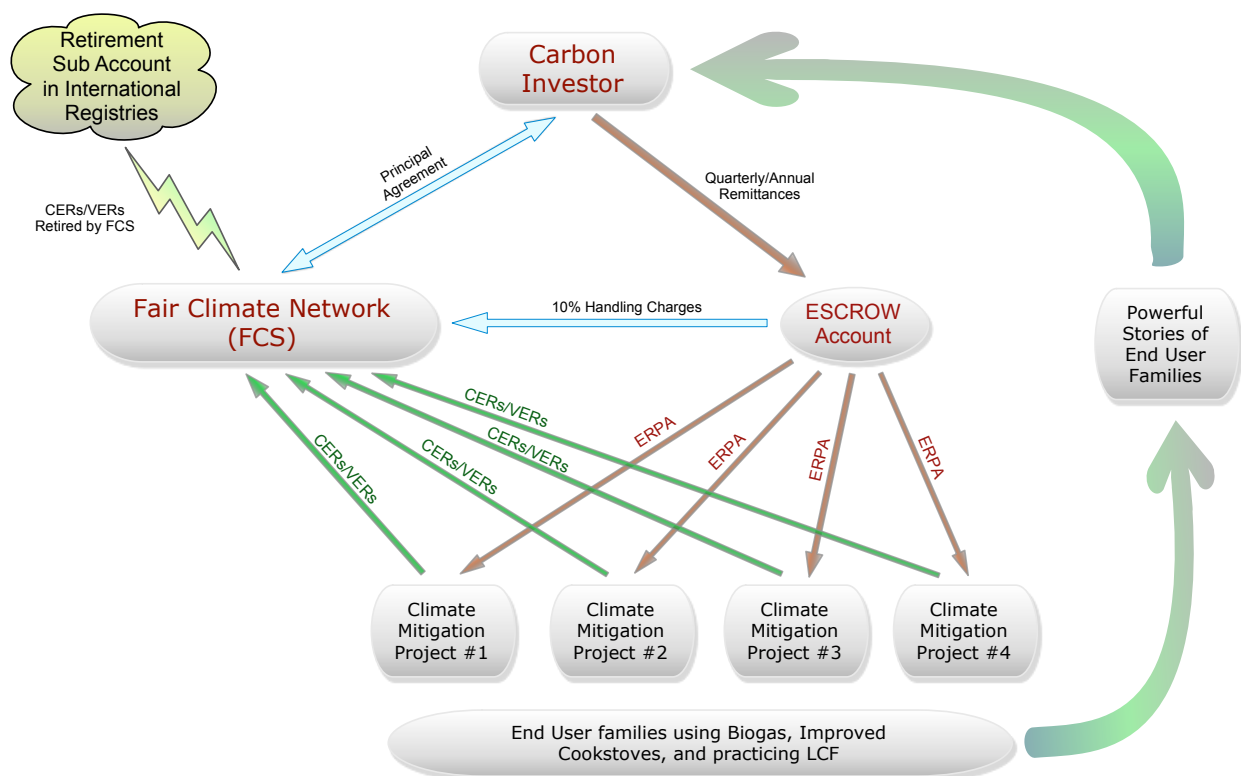 Retirement
Sub Account
in International
Registries
Carbon
Investor
Principal
Agreement
Quarterly/Annual
Remittances
CERs/VERs
Retired by FCS
Fair Climate Network
(FCS)
10% Handling Charges
ESCROW
Account
Powerful
Stories of
End User
Families
CERs/VERs
CERs/VERs
CERs/VERs
CERs/VERs
ERPA
ERPA
ERPA
ERPA
Climate
Mitigation
Project #1
Climate
Mitigation
Project #2
Climate
Mitigation
Project #3
Climate
Mitigation
Project #4
End User families using Biogas, Improved
Cookstoves, and practicing LCF